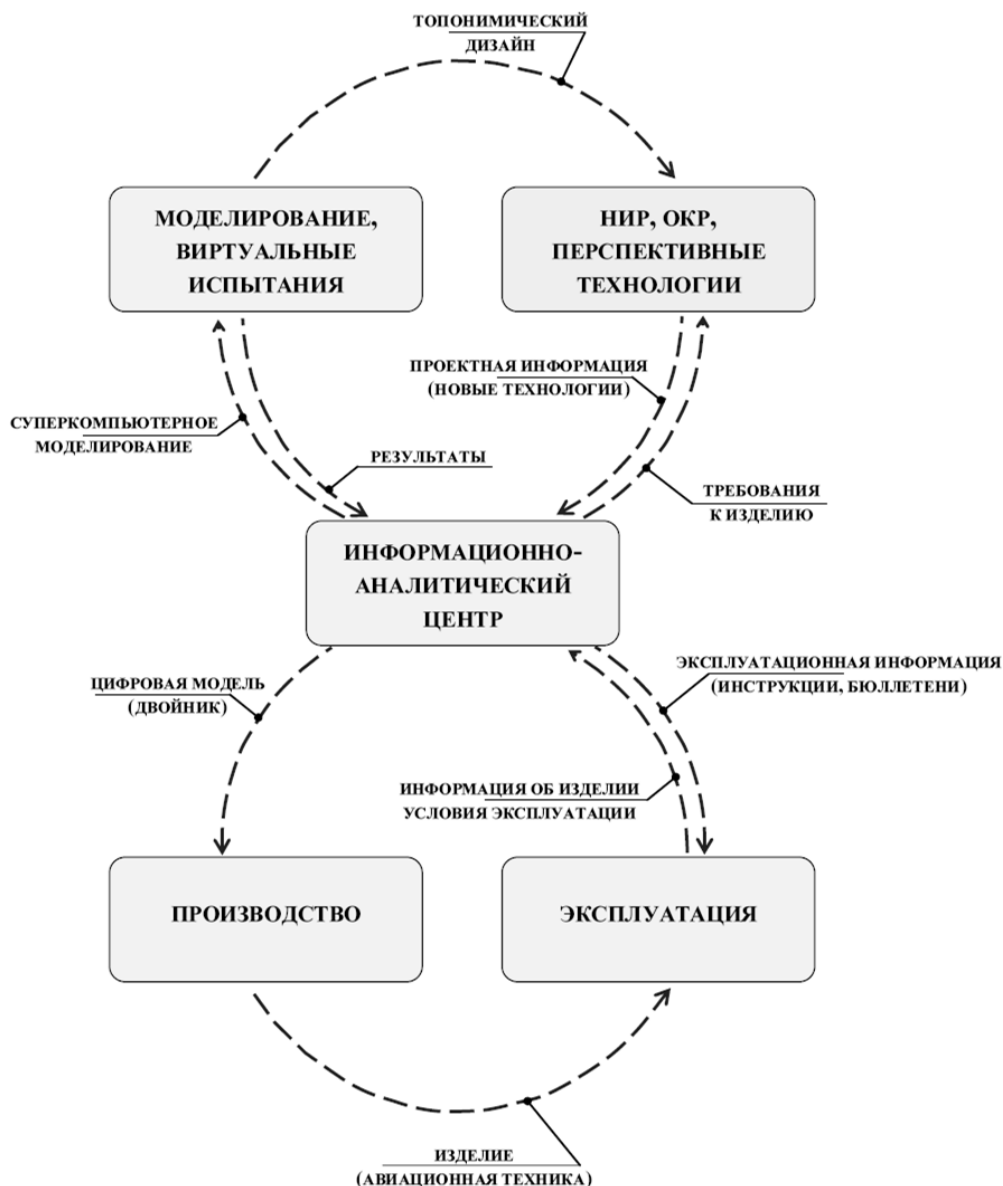 ТОПОНИМИЧЕСКИЙ
ДИЗАЙН
МОДЕЛИРОВАНИЕ,
ВИРТУАЛЬНЫЕ
ИСПЫТАНИЯ
НИР, ОКР,
ПЕРСПЕКТИВНЫЕ
ТЕХНОЛОГИИ
ПРОЕКТНАЯ ИНФОРМАЦИЯ
(НОВЫЕ ТЕХНОЛОГИИ)
СУПЕРКОМПЬЮТЕРНОЕ
МОДЕЛИРОВАНИЕ
РЕЗУЛЬТАТЫ
ТРЕБОВАНИЯ
К ИЗДЕЛИЮ
ИНФОРМАЦИОННО-
АНАЛИТИЧЕСКИЙ
ЦЕНТР
ЦИФРОВАЯ МОДЕЛЬ
(ДВОЙНИК)
ЭКСПЛУАТАЦИОННАЯ ИНФОРМАЦИЯ
(ИНСТРУКЦИИ, БЮЛЛЕТЕНИ)
ИНФОРМАЦИЯ ОБ ИЗДЕЛИИ
УСЛОВИЯ ЭКСПЛУАТАЦИИ
ПРОИЗВОДСТВО
ЭКСПЛУАТАЦИЯ
ИЗДЕЛИЕ
(АВИАЦИОННАЯ ТЕХНИКА)